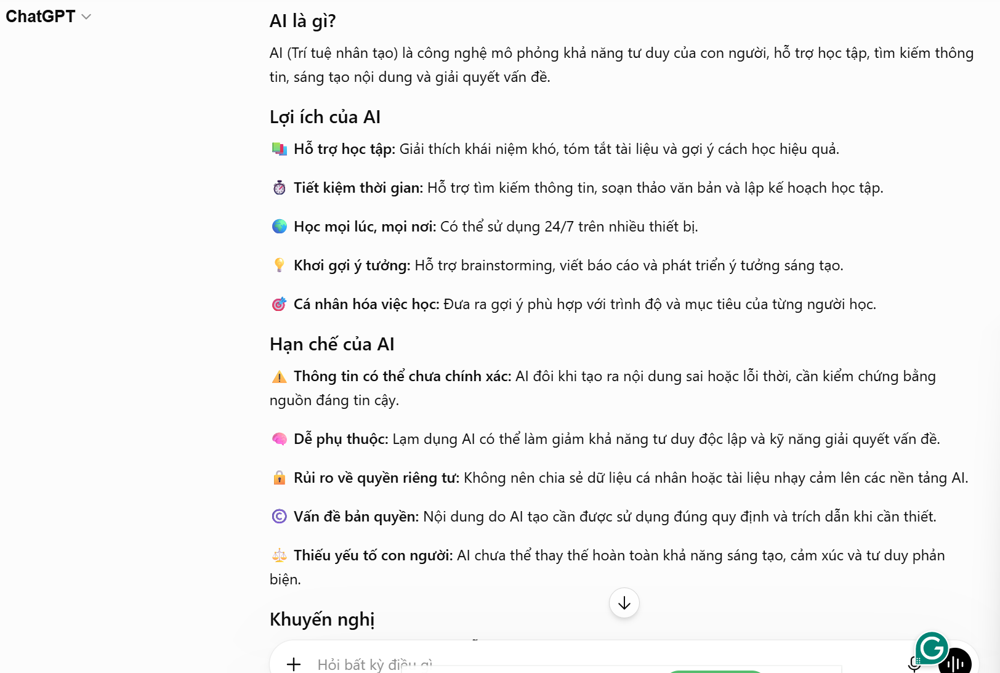 ChatGPT
AI là gì?
AI (Trí tuệ nhân tạo) là công nghệ mô phỏng khả năng tư duy của con người, hỗ trợ học tập, tìm kiếm thông
tin, sáng tạo nội dung và giải quyết vấn đề.
Lợi ích của AI
Hỗ trợ học tập: Giải thích khái niệm khó, tóm tắt tài liệu và gợi ý cách học hiệu quả.
Tiết kiệm thời gian: Hỗ trợ tìm kiếm thông tin, soạn thảo văn bản và lập kế hoạch học tập.
Học mọi lúc, mọi nơi: Có thể sử dụng 24/7 trên nhiều thiết bị.
Khơi gợi ý tưởng: Hỗ trợ brainstorming, viết báo cáo và phát triển ý tưởng sáng tạo.
Cá nhân hóa việc học: Đưa ra gợi ý phù hợp với trình độ và mục tiêu của từng người học.
Hạn chế của AI
Thông tin có thể chưa chính xác: AI đôi khi tạo ra nội dung sai hoặc lỗi thời, cần kiểm chứng bằng
nguồn đáng tin cậy.
Dễ phụ thuộc: Lạm dụng AI có thể làm giảm khả năng tư duy độc lập và kỹ năng giải quyết vấn đề.
Rủi ro về quyền riêng tư: Không nên chia sẻ dữ liệu cá nhân hoặc tài liệu nhạy cảm lên các nền tảng AI.
Vấn đề bản quyền: Nội dung do AI tạo cần được sử dụng đúng quy định và trích dẫn khi cần thiết.
Thiếu yếu tố con người: AI chưa thể thay thế hoàn toàn khả năng sáng tạo, cảm xúc và tư duy phản
biện.
Khuyến nghị
Hỏi bất kỳ điều gì